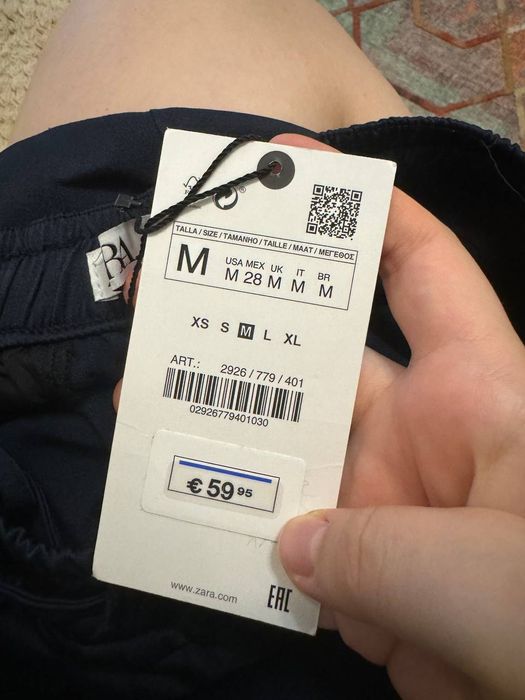 TALLA / SIZE / TAMANHO / TAILLE / MAAT / ΜΕΓΕΘΟΣ
M
USA MEX UK IT BR
M 28 M M M
XS S M L XL
ART.: 2926 / 779 / 401
02926779401030
€ 59 95
www.zara.com
EAC